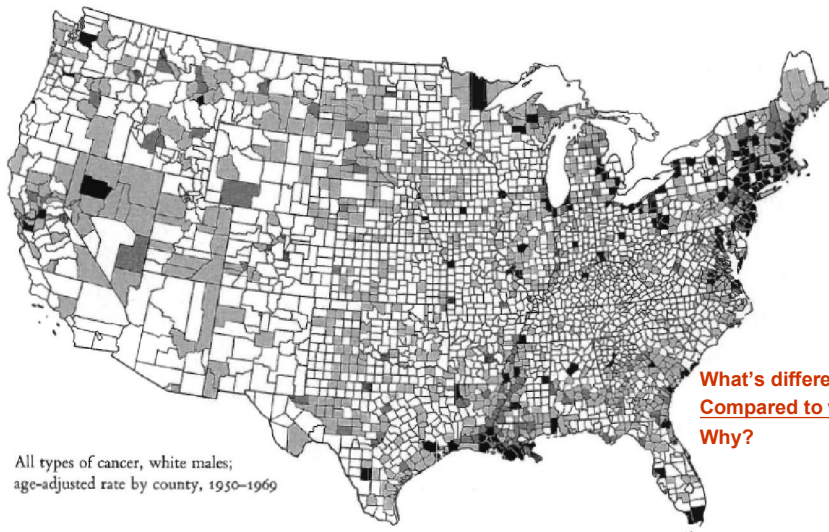 What's
Compared to
Why?
All types of cancer, white males;
age-adjusted rate by county, 1950–1969